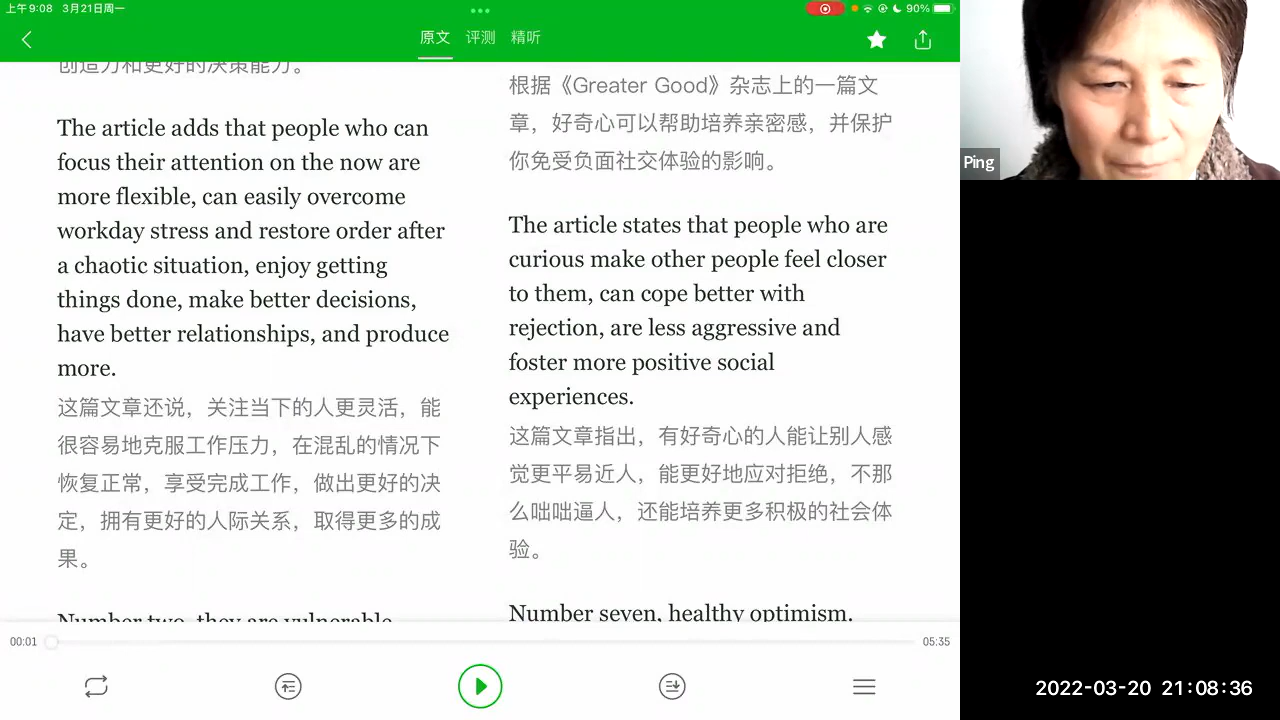 上午9:08 3月21日周一
90%
原文 评测 精听
创造力和更好的决策能力。
The article adds that people who can
focus their attention on the now are
more flexible, can easily overcome
workday stress and restore order after
a chaotic situation, enjoy getting
things done, make better decisions,
have better relationships, and produce
more.
这篇文章还说，关注当下的人更灵活，能
很容易地克服工作压力，在混乱的情况下
恢复正常，享受完成工作，做出更好的决
定，拥有更好的人际关系，取得更多的成
果。
Number two, they are vulnerable
根据《Greater Good》杂志上的一篇文
章，好奇心可以帮助培养亲密感，并保护
你免受负面社交体验的影响。
The article states that people who are
curious make other people feel closer
to them, can cope better with
rejection, are less aggressive and
foster more positive social
experiences.
这篇文章指出，有好奇心的人能让别人感
觉更平易近人，能更好地应对拒绝，不那
么咄咄逼人，还能培养更多积极的社会体
验。
Number seven, healthy optimism.
00:01
05:35
Ping
2022-03-20 21:08:36